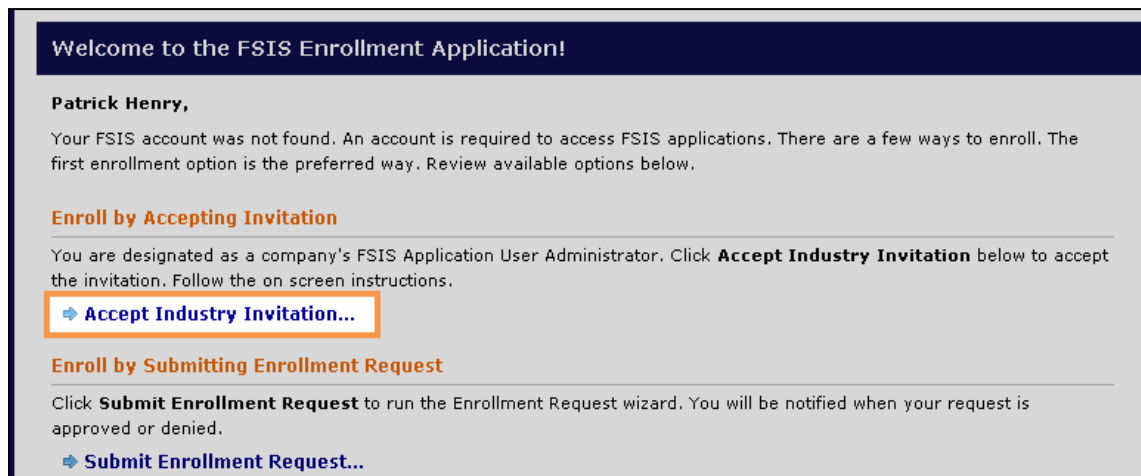 Welcome to the FSIS Enrollment Application!
Patrick Henry,
Your FSIS account was not found. An account is required to access FSIS applications. There are a few ways to enroll. The
first enrollment option is the preferred way. Review available options below.
Enroll by Accepting Invitation
You are designated as a company's FSIS Application User Administrator. Click Accept Industry Invitation below to accept
the invitation. Follow the on screen instructions.
Accept Industry Invitation...
Enroll by Submitting Enrollment Request
Click Submit Enrollment Request to run the Enrollment Request wizard. You will be notified when your request is
approved or denied.
Submit Enrollment Request...